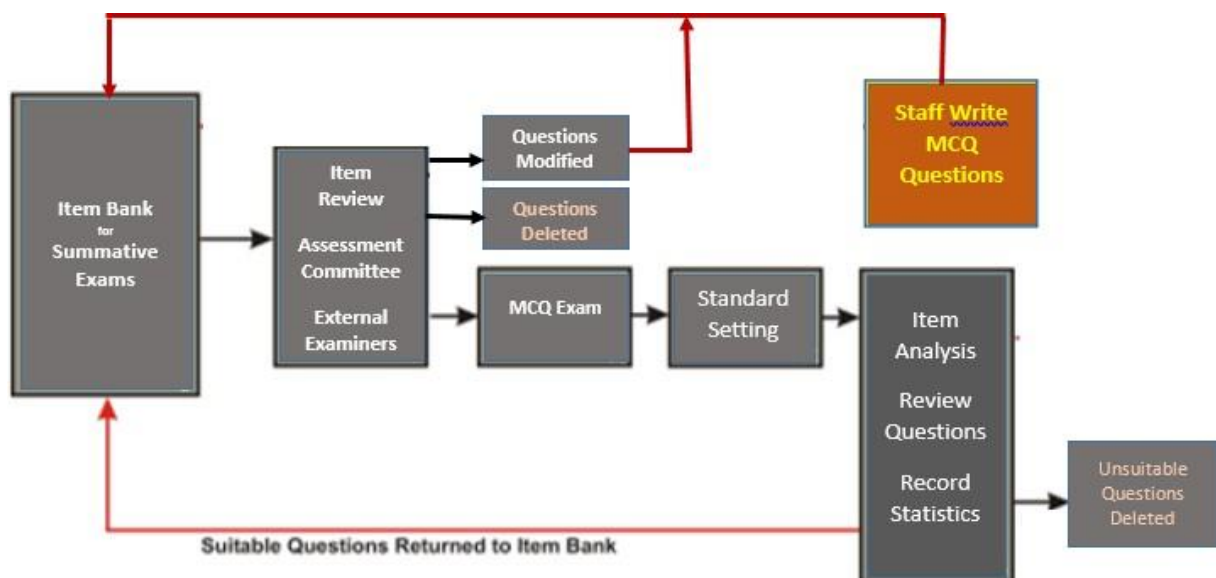 Item Bank
for
Summative
Exams
Item
Review
Assessment
Committee
External
Examiners
Questions
Modified
Questions
Deleted
MCQ Exam
Standard
Setting
Staff Write
MCQ
Questions
Item
Analysis
Review
Questions
Record
Statistics
Unsuitable
Questions
Deleted
Suitable Questions Returned to Item Bank